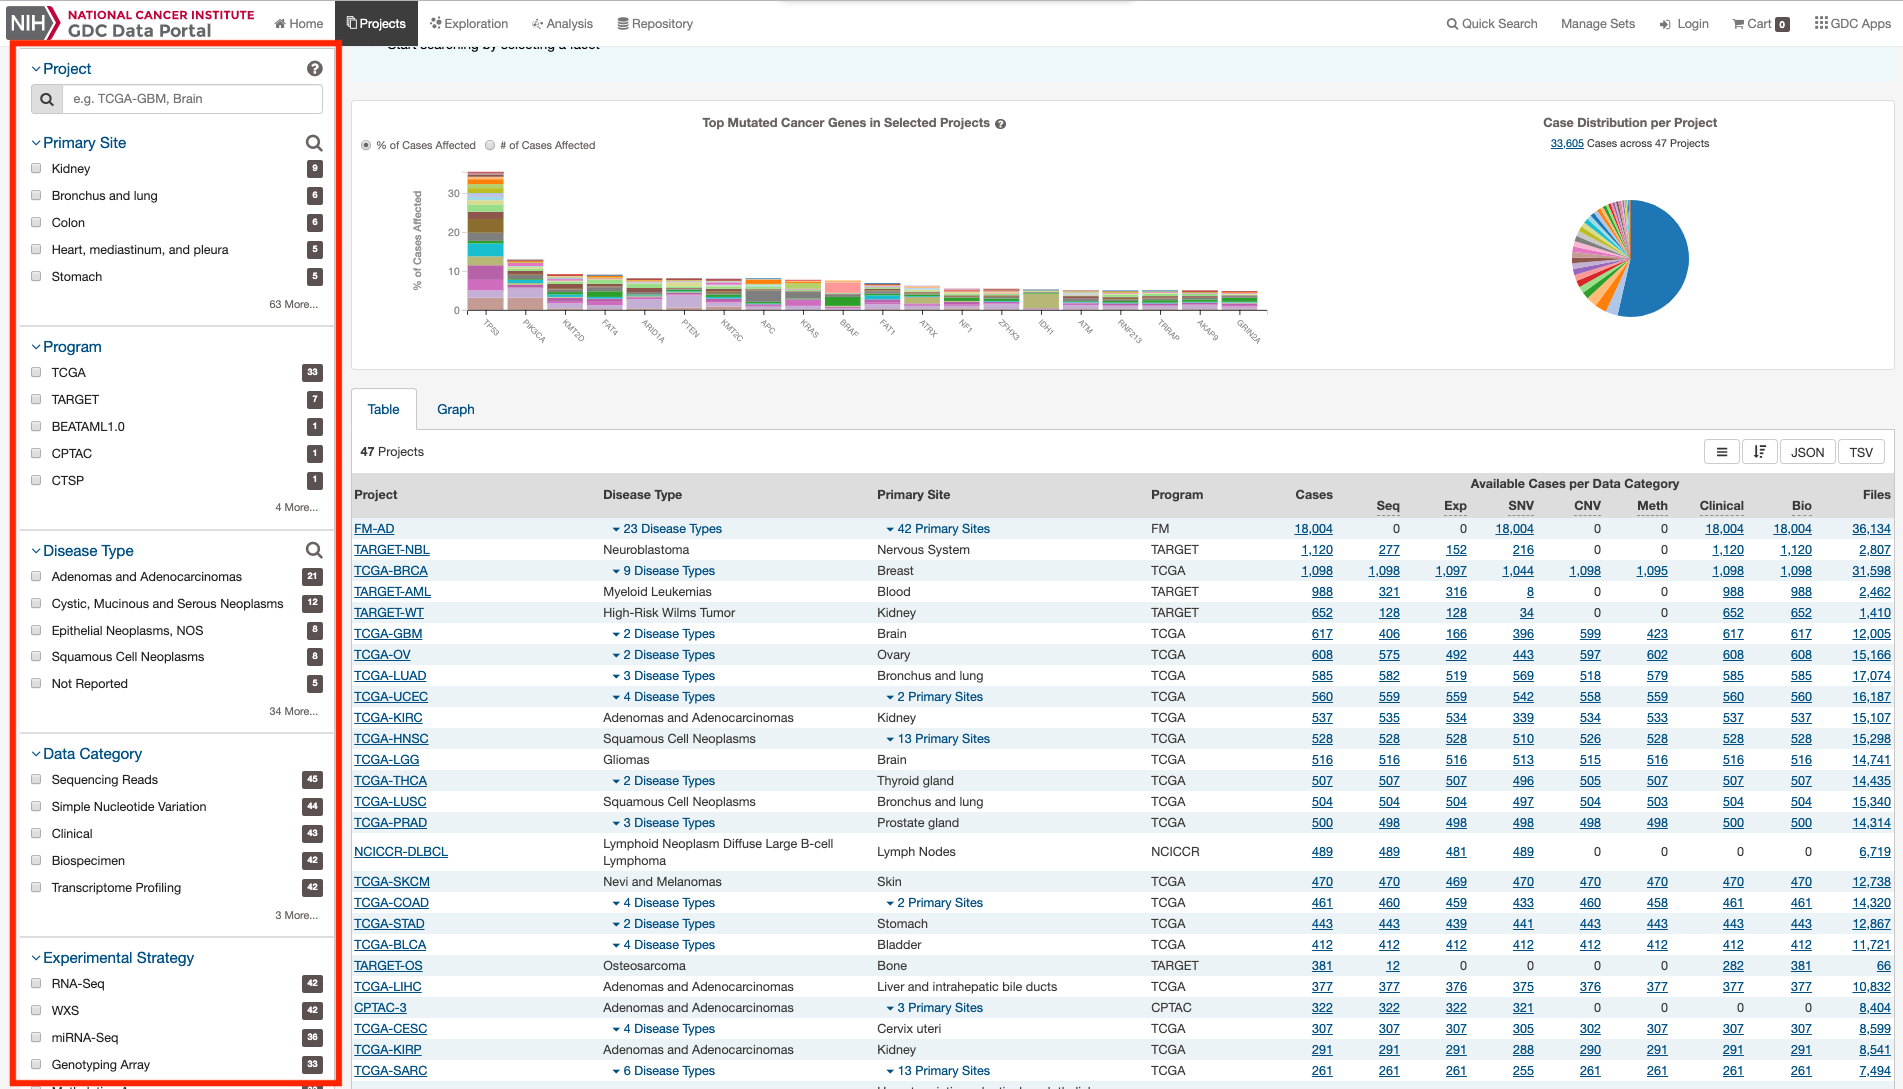 NIH NATIONAL CANCER INSTITUTE
GDC Data Portal
Home Projects Exploration Analysis Repository Quick Search Manage Sets Login Cart 0 GDC Apps
Project
e.g. TCGA-GBM, Brain
Primary Site
Kidney 9
Bronchus and lung 6
Colon 6
Heart, mediastinum, and pleura 5
Stomach 5
63 More...
Program
TCGA 33
TARGET 7
BEATAML1.0 1
CPTAC 1
CTSP 1
4 More...
Disease Type
Adenomas and Adenocarcinomas 21
Cystic, Mucinous and Serous Neoplasms 12
Epithelial Neoplasms, NOS 8
Squamous Cell Neoplasms 8
Not Reported 5
34 More...
Data Category
Sequencing Reads 45
Simple Nucleotide Variation 44
Clinical 43
Biospecimen 42
Transcriptome Profiling 42
3 More...
Experimental Strategy
RNA-Seq 42
WXS 42
miRNA-Seq 36
Genotyping Array 33
Start searching by selecting a facet
Top Mutated Cancer Genes in Selected Projects
% of Cases Affected # of Cases Affected
% of Cases Affected
30
20
10
0
TP53 PIK3CA KMT2D FAT4 ARID1A PTEN KMT2C APC KRAS BRAF FAT1 ATRX NF1 ZFHX3 IDH1 ATM RNF213 TRRAP AKAP9 GRIN2A
Case Distribution per Project
33,605 Cases across 47 Projects
Table Graph
47 Projects
JSON TSV
Project Disease Type Primary Site Program Cases Available Cases per Data Category Files
Seq Exp SNV CNV Meth Clinical Bio
FM-AD 23 Disease Types 42 Primary Sites FM 18,004 0 0 18,004 0 0 18,004 18,004 36,134
TARGET-NBL Neuroblastoma Nervous System TARGET 1,120 277 152 216 0 0 1,120 1,120 2,807
TCGA-BRCA 9 Disease Types Breast TCGA 1,098 1,098 1,097 1,044 1,098 1,095 1,098 1,098 31,598
TARGET-AML Myeloid Leukemias Blood TARGET 988 321 316 8 0 0 988 988 2,462
TARGET-WT High-Risk Wilms Tumor Kidney TARGET 652 128 128 34 0 0 652 652 1,410
TCGA-GBM 2 Disease Types Brain TCGA 617 406 166 396 599 423 617 617 12,005
TCGA-OV 2 Disease Types Ovary TCGA 608 575 492 443 597 602 608 608 15,166
TCGA-LUAD 3 Disease Types Bronchus and lung TCGA 585 582 519 569 518 579 585 585 17,074
TCGA-UCEC 4 Disease Types 2 Primary Sites TCGA 560 559 559 542 558 559 560 560 16,187
TCGA-KIRC Adenomas and Adenocarcinomas Kidney TCGA 537 535 534 339 534 533 537 537 15,107
TCGA-HNSC Squamous Cell Neoplasms 13 Primary Sites TCGA 528 528 528 510 526 528 528 528 15,298
TCGA-LGG Gliomas Brain TCGA 516 516 516 513 515 516 516 516 14,741
TCGA-THCA 2 Disease Types Thyroid gland TCGA 507 507 507 496 505 507 507 507 14,435
TCGA-LUSC Squamous Cell Neoplasms Bronchus and lung TCGA 504 504 504 497 504 503 504 504 15,340
TCGA-PRAD 3 Disease Types Prostate gland TCGA 500 498 498 498 498 498 500 500 14,314
NCICCR-DLBCL Lymphoid Neoplasm Diffuse Large B-cell Lymphoma Lymph Nodes NCICCR 489 489 481 489 0 0 0 0 6,719
TCGA-SKCM Nevi and Melanomas Skin TCGA 470 470 469 470 470 470 470 470 12,738
TCGA-COAD 4 Disease Types 2 Primary Sites TCGA 461 460 459 433 460 458 461 461 14,320
TCGA-STAD 2 Disease Types Stomach TCGA 443 443 439 441 443 443 443 443 12,867
TCGA-BLCA 4 Disease Types Bladder TCGA 412 412 412 412 412 412 412 412 11,721
TARGET-OS Osteosarcoma Bone TARGET 381 12 0 0 0 0 282 381 66
TCGA-LIHC Adenomas and Adenocarcinomas Liver and intrahepatic bile ducts TCGA 377 377 376 375 376 377 377 377 10,832
CPTAC-3 Adenomas and Adenocarcinomas 3 Primary Sites CPTAC 322 322 322 321 0 0 0 0 8,404
TCGA-CESC 4 Disease Types Cervix uteri TCGA 307 307 307 305 302 307 307 307 8,599
TCGA-KIRP Adenomas and Adenocarcinomas Kidney TCGA 291 291 291 288 290 291 291 291 8,541
TCGA-SARC 6 Disease Types 13 Primary Sites TCGA 261 261 261 255 261 261 261 261 7,494